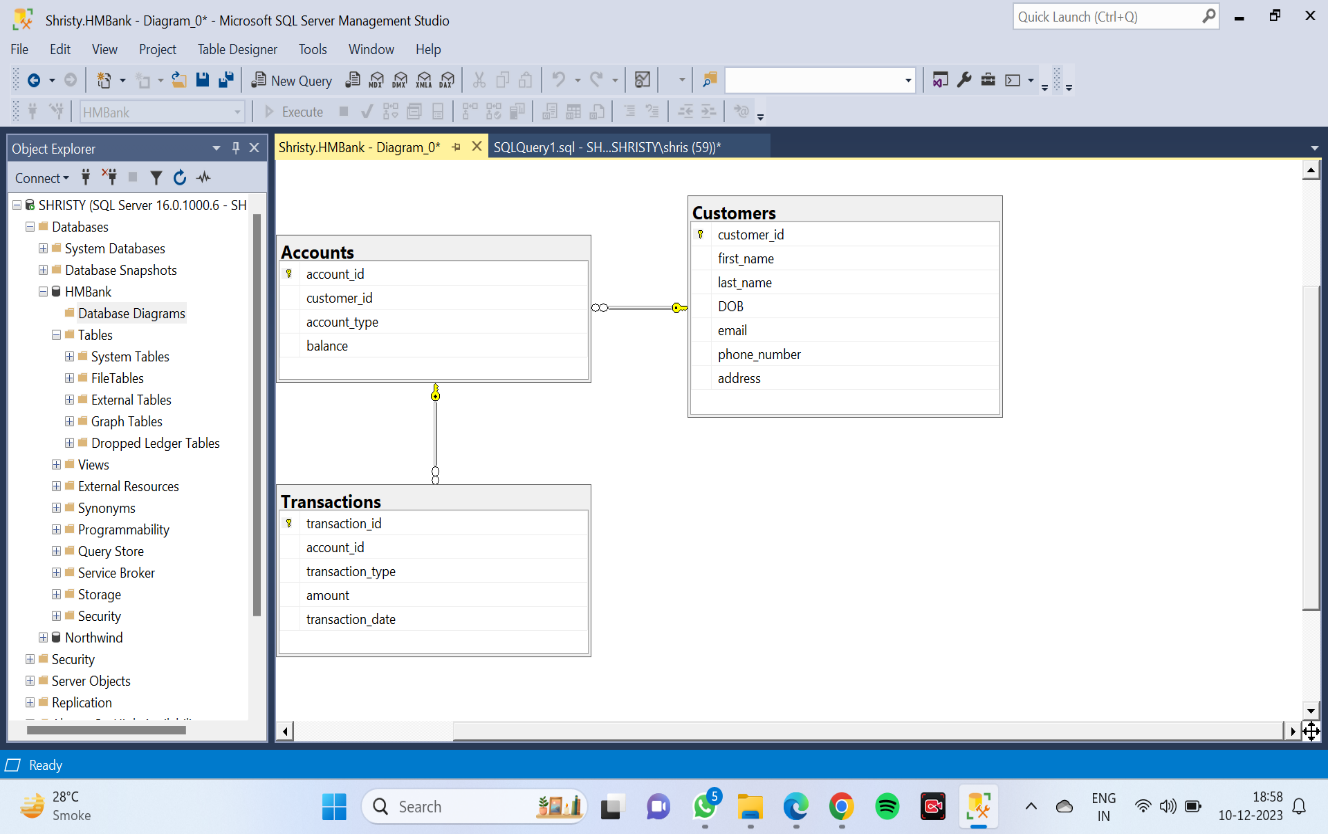 Shristy.HMBank - Diagram_0* - Microsoft SQL Server Management Studio
Quick Launch (Ctrl+Q)
File Edit View Project Table Designer Tools Window Help
New Query MDX DMX XMLA DAX
HMBank Execute
Object Explorer
Shristy.HMBank - Diagram_0*
SQLQuery1.sql - SH...SHRISTY\shris (59))*
Connect
SHRISTY (SQL Server 16.0.1000.6 - SH
Databases
System Databases
Database Snapshots
HMBank
Database Diagrams
Tables
System Tables
FileTables
External Tables
Graph Tables
Dropped Ledger Tables
Views
External Resources
Synonyms
Programmability
Query Store
Service Broker
Storage
Security
Northwind
Security
Server Objects
Replication
Accounts
account_id
customer_id
account_type
balance
Customers
customer_id
first_name
last_name
DOB
email
phone_number
address
Transactions
transaction_id
account_id
transaction_type
amount
transaction_date
Ready
28°C
Smoke
Search
5
ENG
IN
18:58
10-12-2023